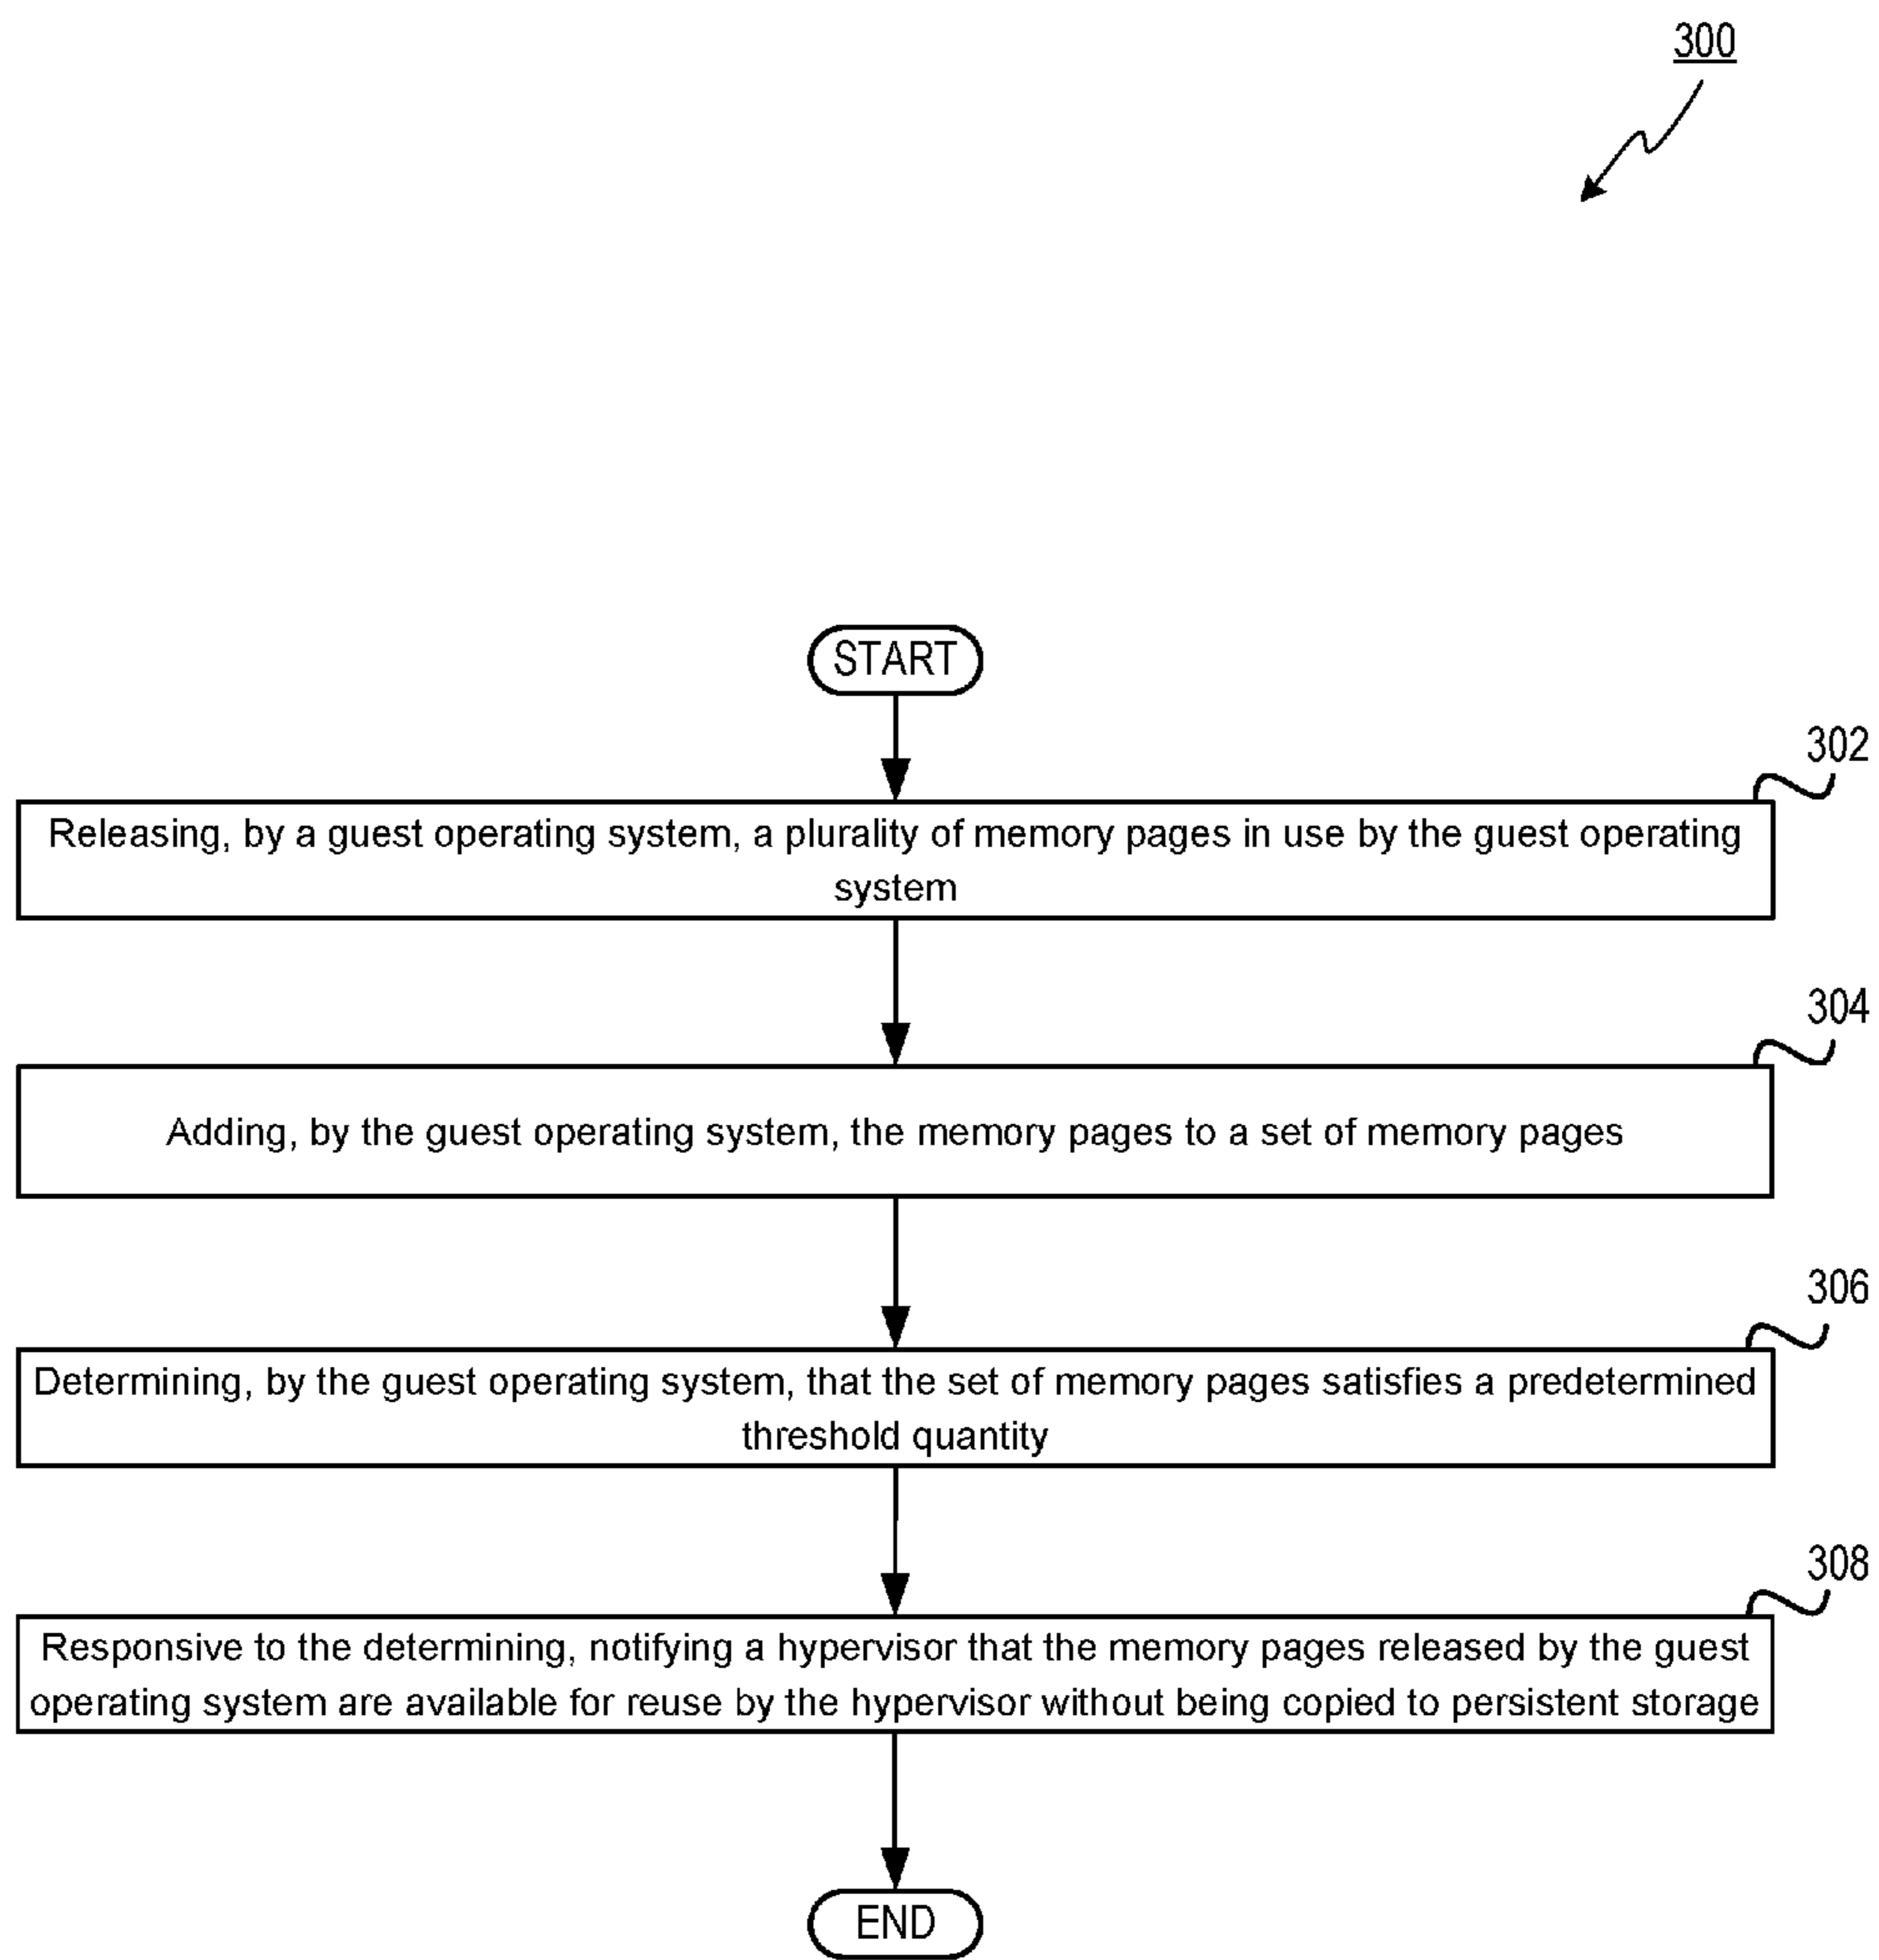 300
START
302
Releasing, by a guest operating system, a plurality of memory pages in use by the guest operating
system
304
Adding, by the guest operating system, the memory pages to a set of memory pages
306
Determining, by the guest operating system, that the set of memory pages satisfies a predetermined
threshold quantity
308
Responsive to the determining, notifying a hypervisor that the memory pages released by the guest
operating system are available for reuse by the hypervisor without being copied to persistent storage
END